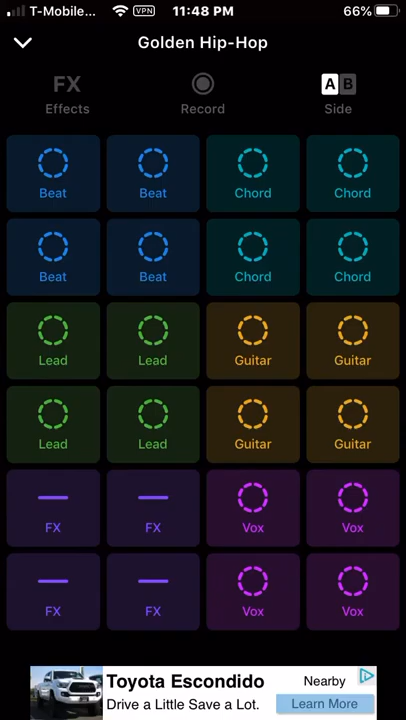 T-Mobile... VPN 11:48 PM 66%
Golden Hip-Hop
FX A B
Effects Record Side
Beat Beat Chord Chord
Beat Beat Chord Chord
Lead Lead Guitar Guitar
Lead Lead Guitar Guitar
FX FX Vox Vox
FX FX Vox Vox
Toyota Escondido Nearby
Drive a Little Save a Lot. Learn More